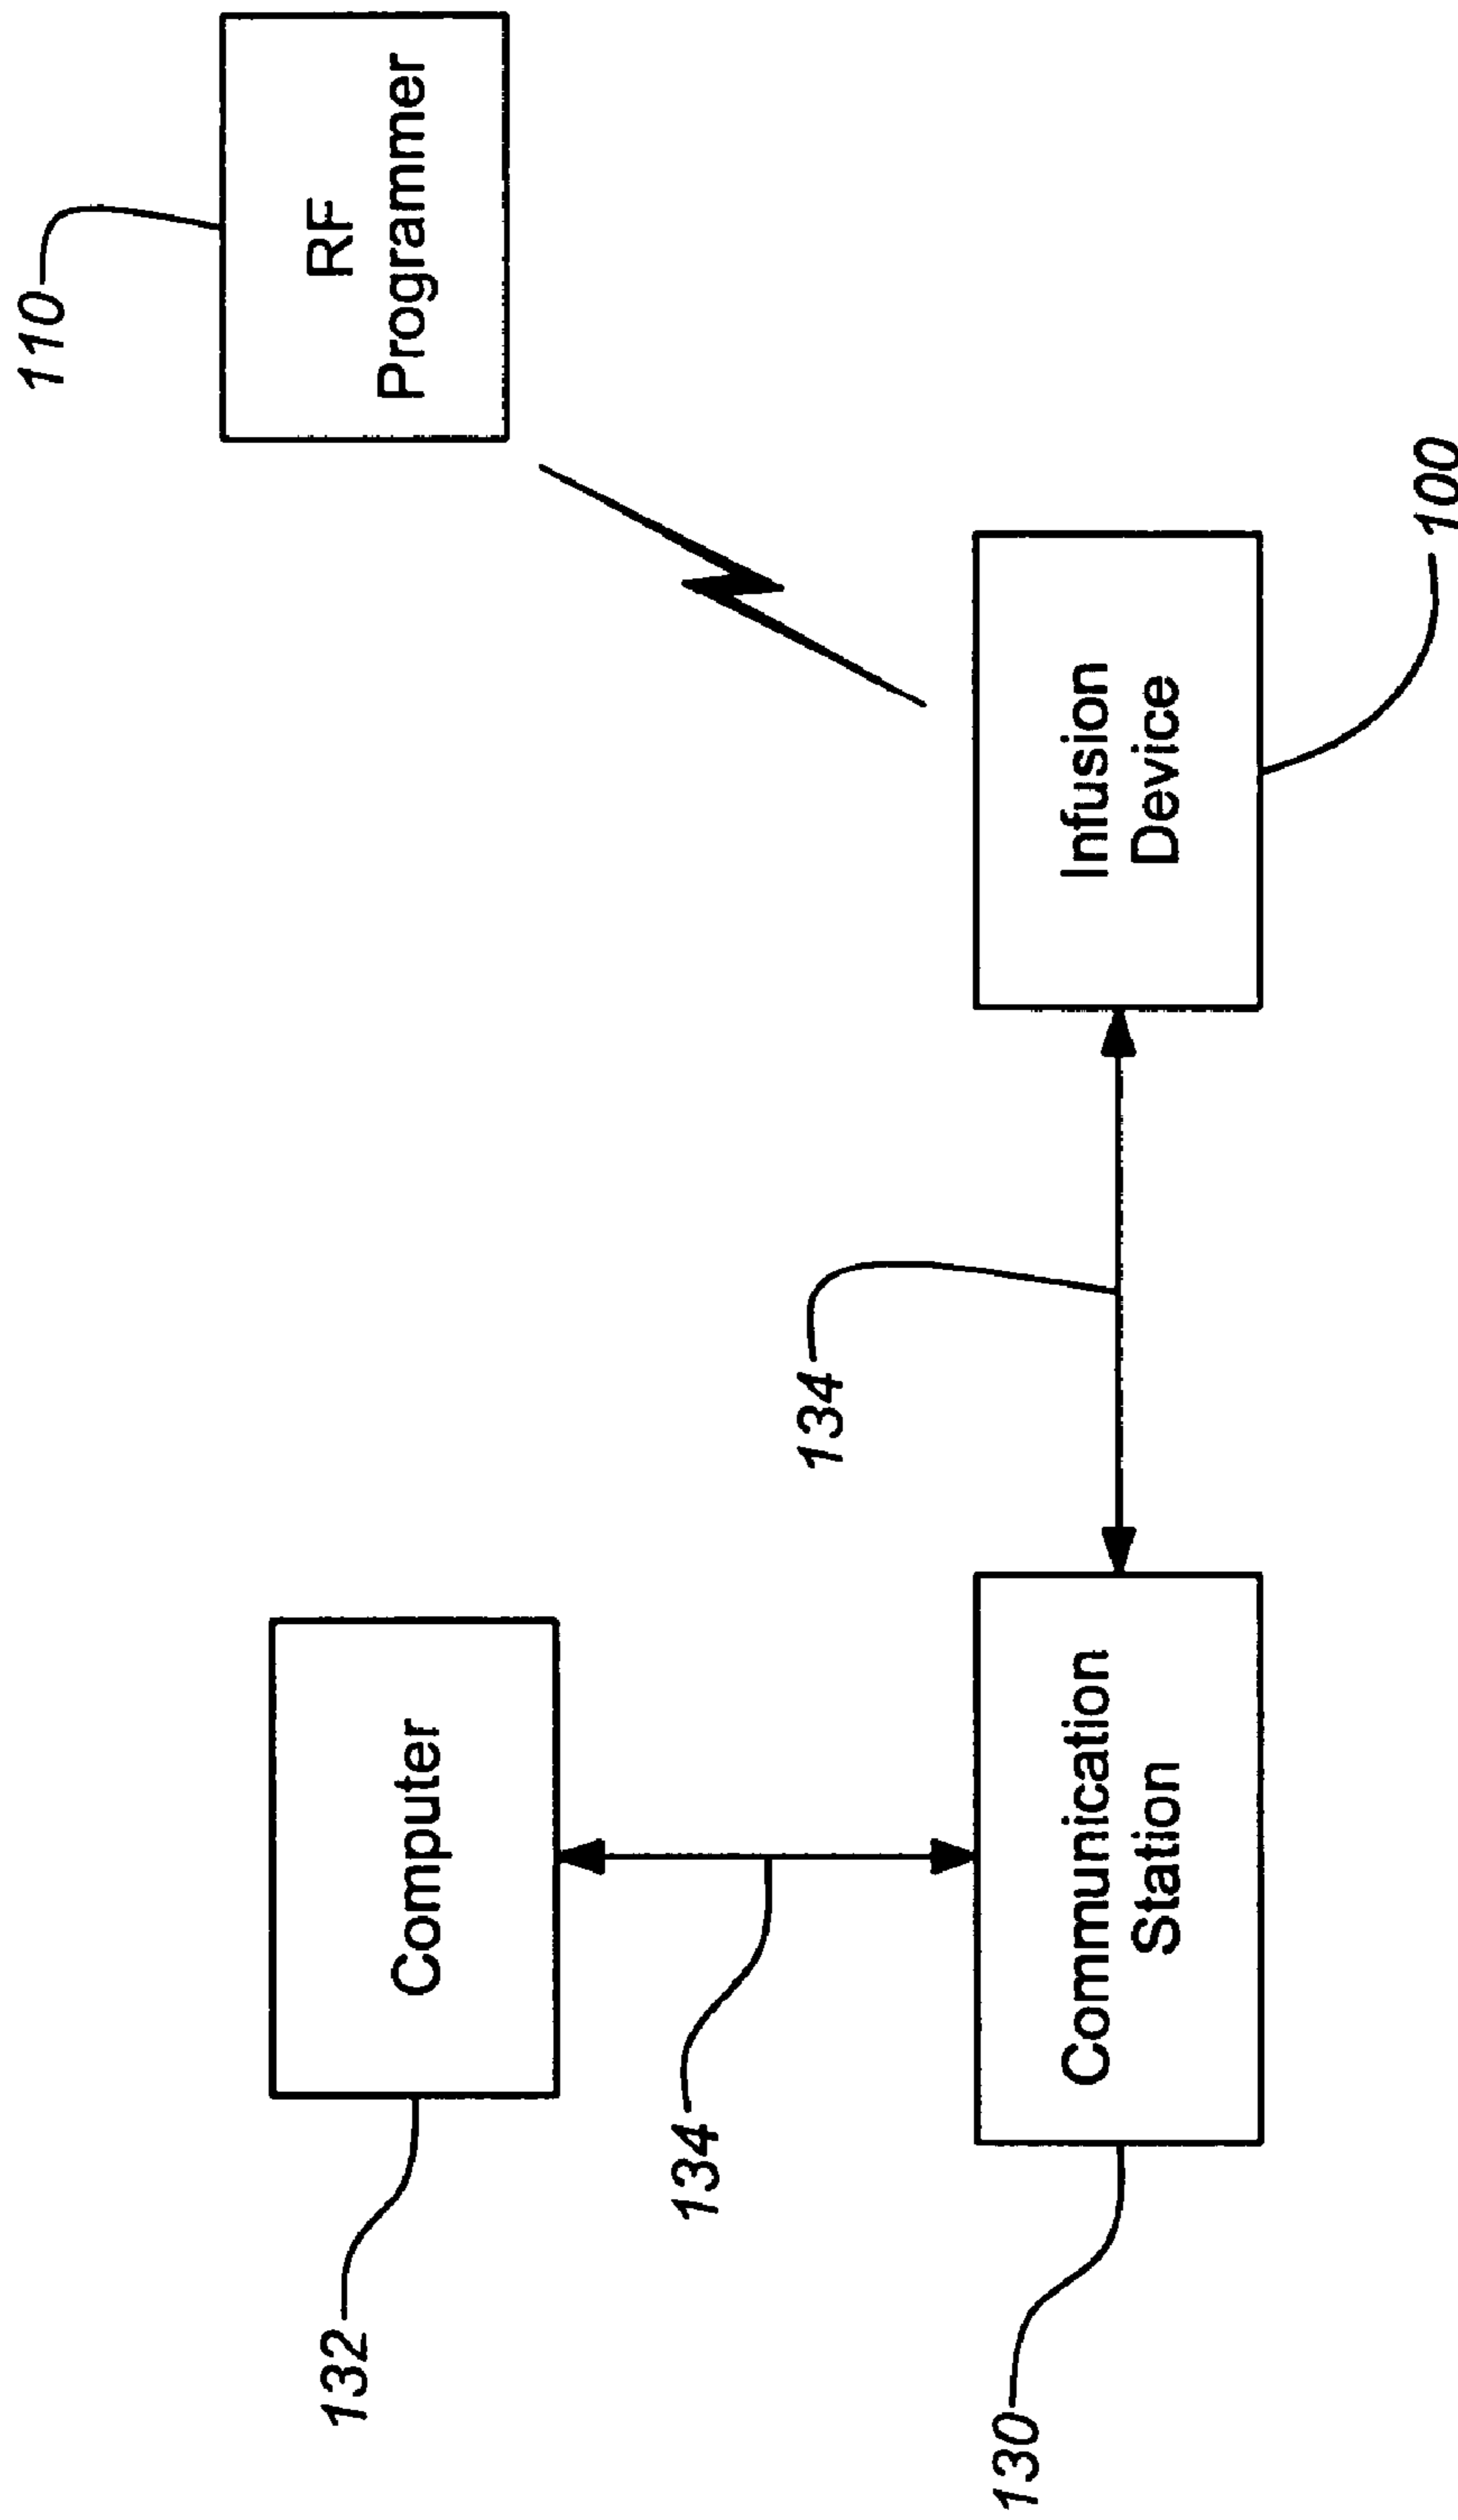 132
Computer
110
RF
Programmer
134
134
130
Communication
Station
Infusion
Device
100